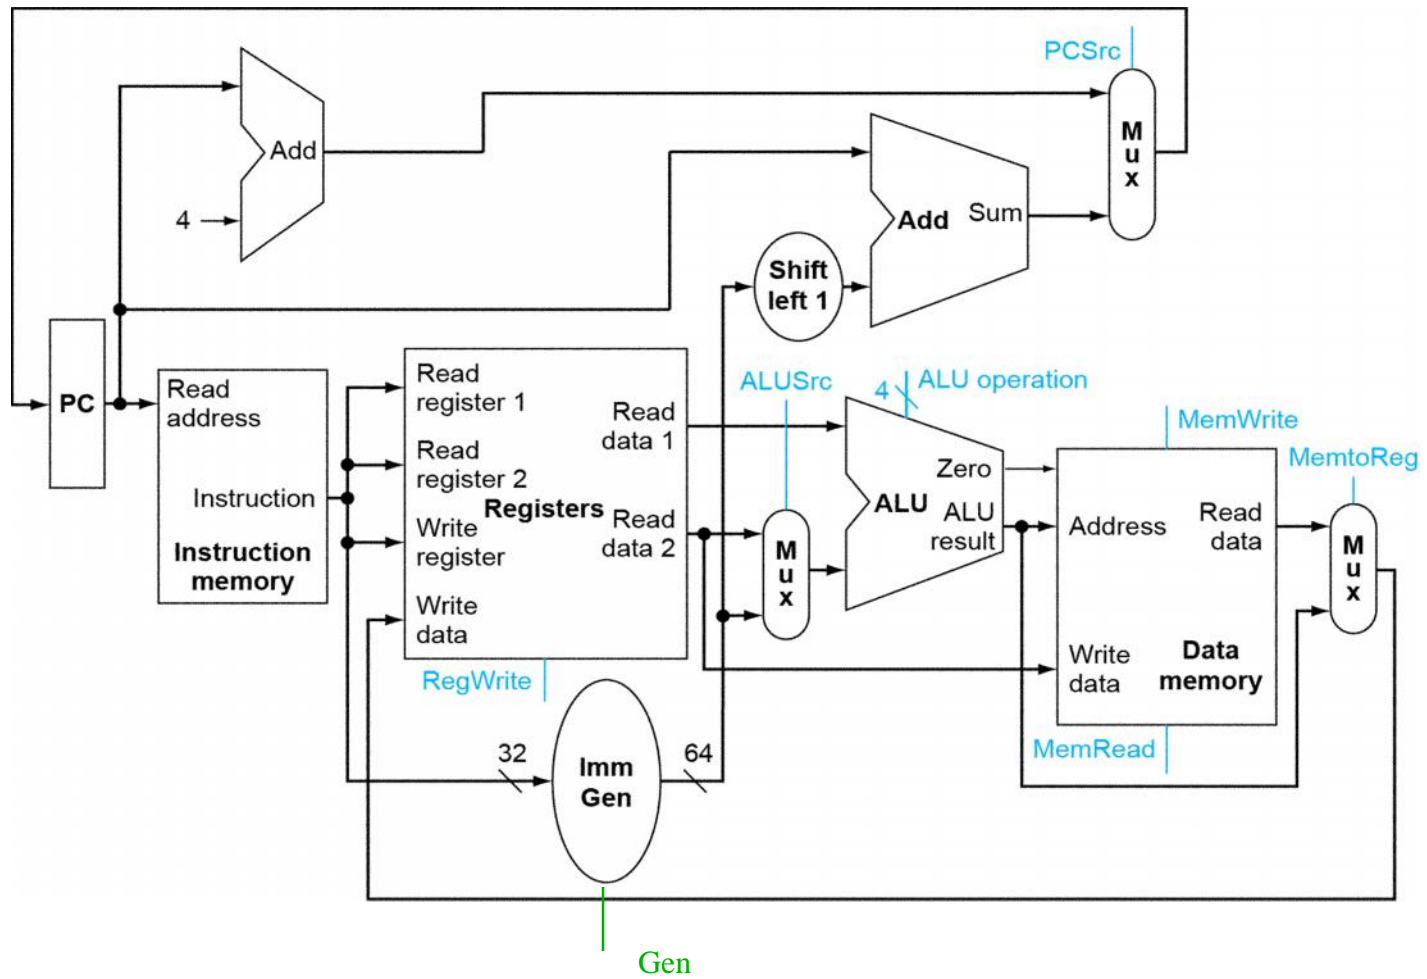 PCSrc
M
u
x
Add
4
Add
Sum
Shift
left 1
PC
Read
address
Instruction
Instruction
memory
Read
register 1
Read
register 2
Write
register
Write
data
Registers
Read
data 1
Read
data 2
RegWrite
ALUSrc
M
u
x
4
ALU operation
Zero
ALU
ALU
result
MemWrite
Address
Read
data
Write
data
Data
memory
MemRead
MemtoReg
M
u
x
32
Imm
Gen
64
Gen